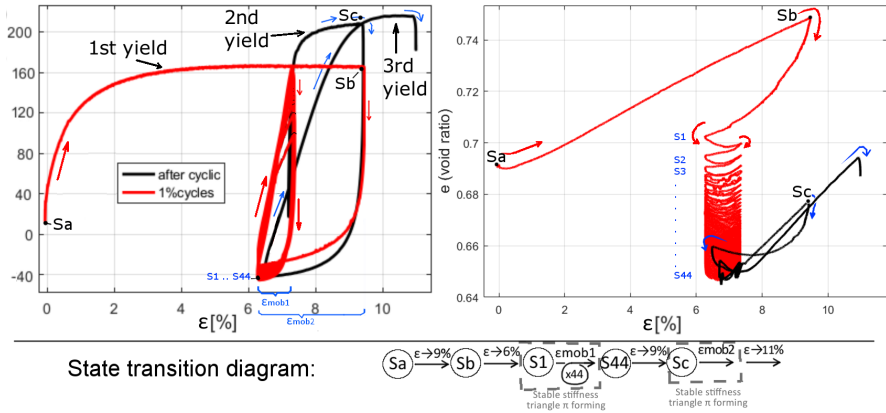 2nd
yield
Sc
1st yield
3rd
yield
Sb
after cyclic
1%cycles
Sa
S1 .. S44
εmob1
εmob2
200
160
120
80
40
0
-40
0
2
4
6
8
10
ε[%]
Sb
S1
S2
S3
S44
Sa
Sc
e (void ratio)
0.74
0.72
0.7
0.68
0.66
0.64
0
2
4
6
8
10
ε[%]
State transition diagram:
Sa ε→9% Sb ε→6% S1 εmob1 x44 S44 ε→9% Sc εmob2 ε→11%
Stable stiffness
triangle π forming
Stable stiffness
triangle π forming